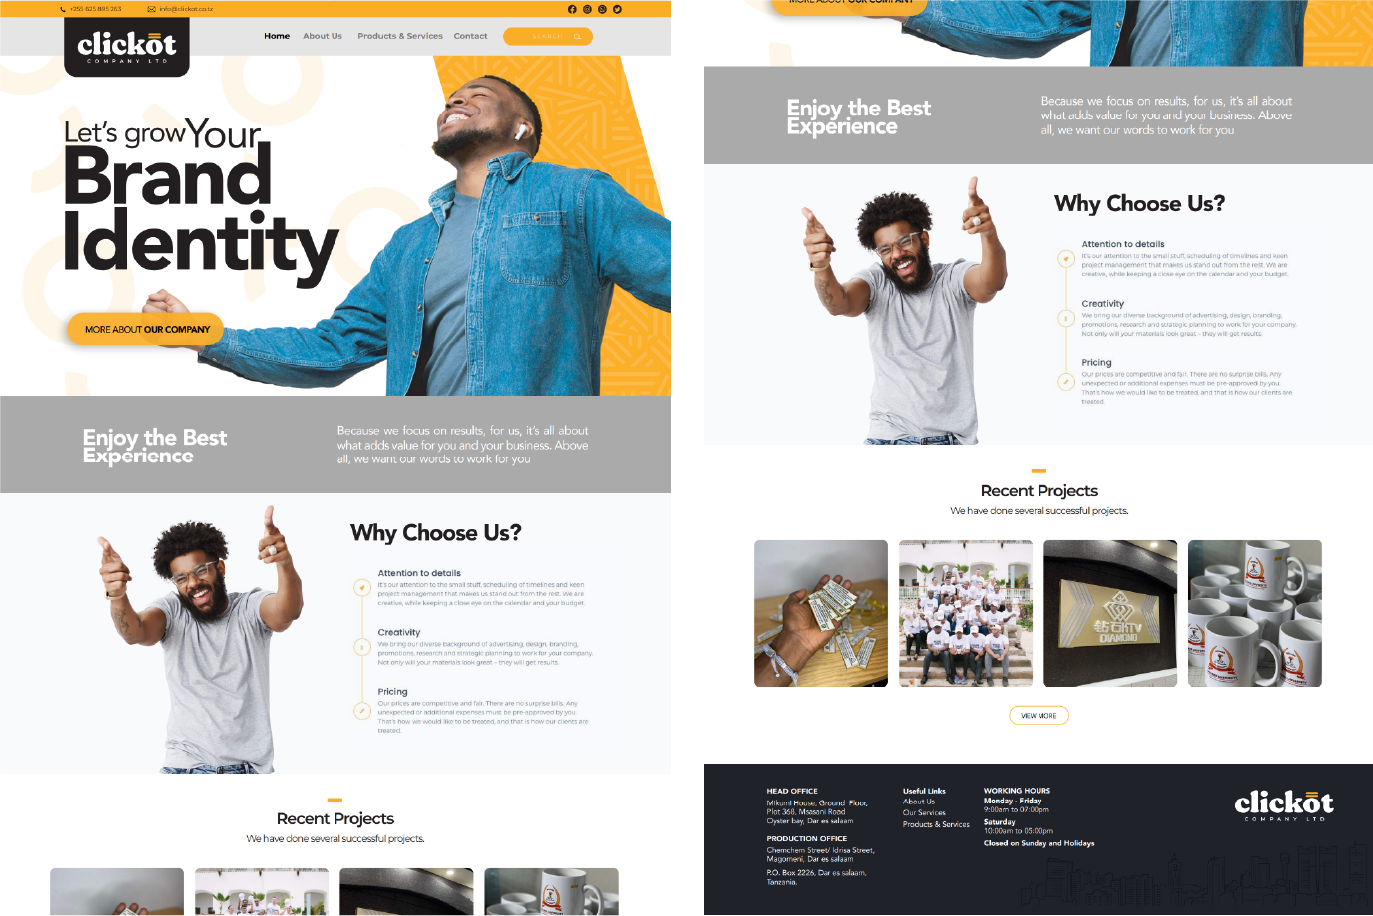 +255 625 895 263
info@clickot.co.tz
clickot
COMPANY LTD
Home
About Us
Products & Services
Contact
SEARCH
Let's grow Your
Brand
Identity
MORE ABOUT OUR COMPANY
Enjoy the Best
Experience
Because we focus on results, for us, it's all about
what adds value for you and your business. Above
all, we want our words to work for you
Why Choose Us?
Attention to details
It's our attention to the small stuff, scheduling of timelines and keen
project management that makes us stand out from the rest. We are
creative, while keeping a close eye on the calendar and your budget.
Creativity
We bring our diverse background of advertising, design, branding,
promotions, research and strategic planning to work for your company.
Not only will your materials look great - they will get results.
Pricing
Our prices are competitive and fair. There are no surprise bills. Any
unexpected or additional expenses must be pre-approved by you.
That's how we would like to be treated, and that is how our clients are
treated.
Recent Projects
We have done several successful projects.
MORE ABOUT OUR COMPANY
Enjoy the Best
Experience
Because we focus on results, for us, it's all about
what adds value for you and your business. Above
all, we want our words to work for you
Why Choose Us?
Attention to details
It's our attention to the small stuff, scheduling of timelines and keen
project management that makes us stand out from the rest. We are
creative, while keeping a close eye on the calendar and your budget.
Creativity
We bring our diverse background of advertising, design, branding,
promotions, research and strategic planning to work for your company.
Not only will your materials look great - they will get results.
Pricing
Our prices are competitive and fair. There are no surprise bills. Any
unexpected or additional expenses must be pre-approved by you.
That's how we would like to be treated, and that is how our clients are
treated.
Recent Projects
We have done several successful projects.
钻石KTV
DIAMOND
VIEW MORE
HEAD OFFICE
Mikumi House, Ground Floor,
Plot 368, Msasani Road
Oyster bay, Dar es salaam
PRODUCTION OFFICE
Chemchem Street/ Idrisa Street,
Magomeni, Dar es salaam
P.O. Box 2226, Dar es salaam,
Tanzania.
Useful Links
About Us
Our Services
Products & Services
WORKING HOURS
Monday - Friday
9:00am to 07:00pm
Saturday
10:00am to 05:00pm
Closed on Sunday and Holidays
clickot
COMPANY LTD